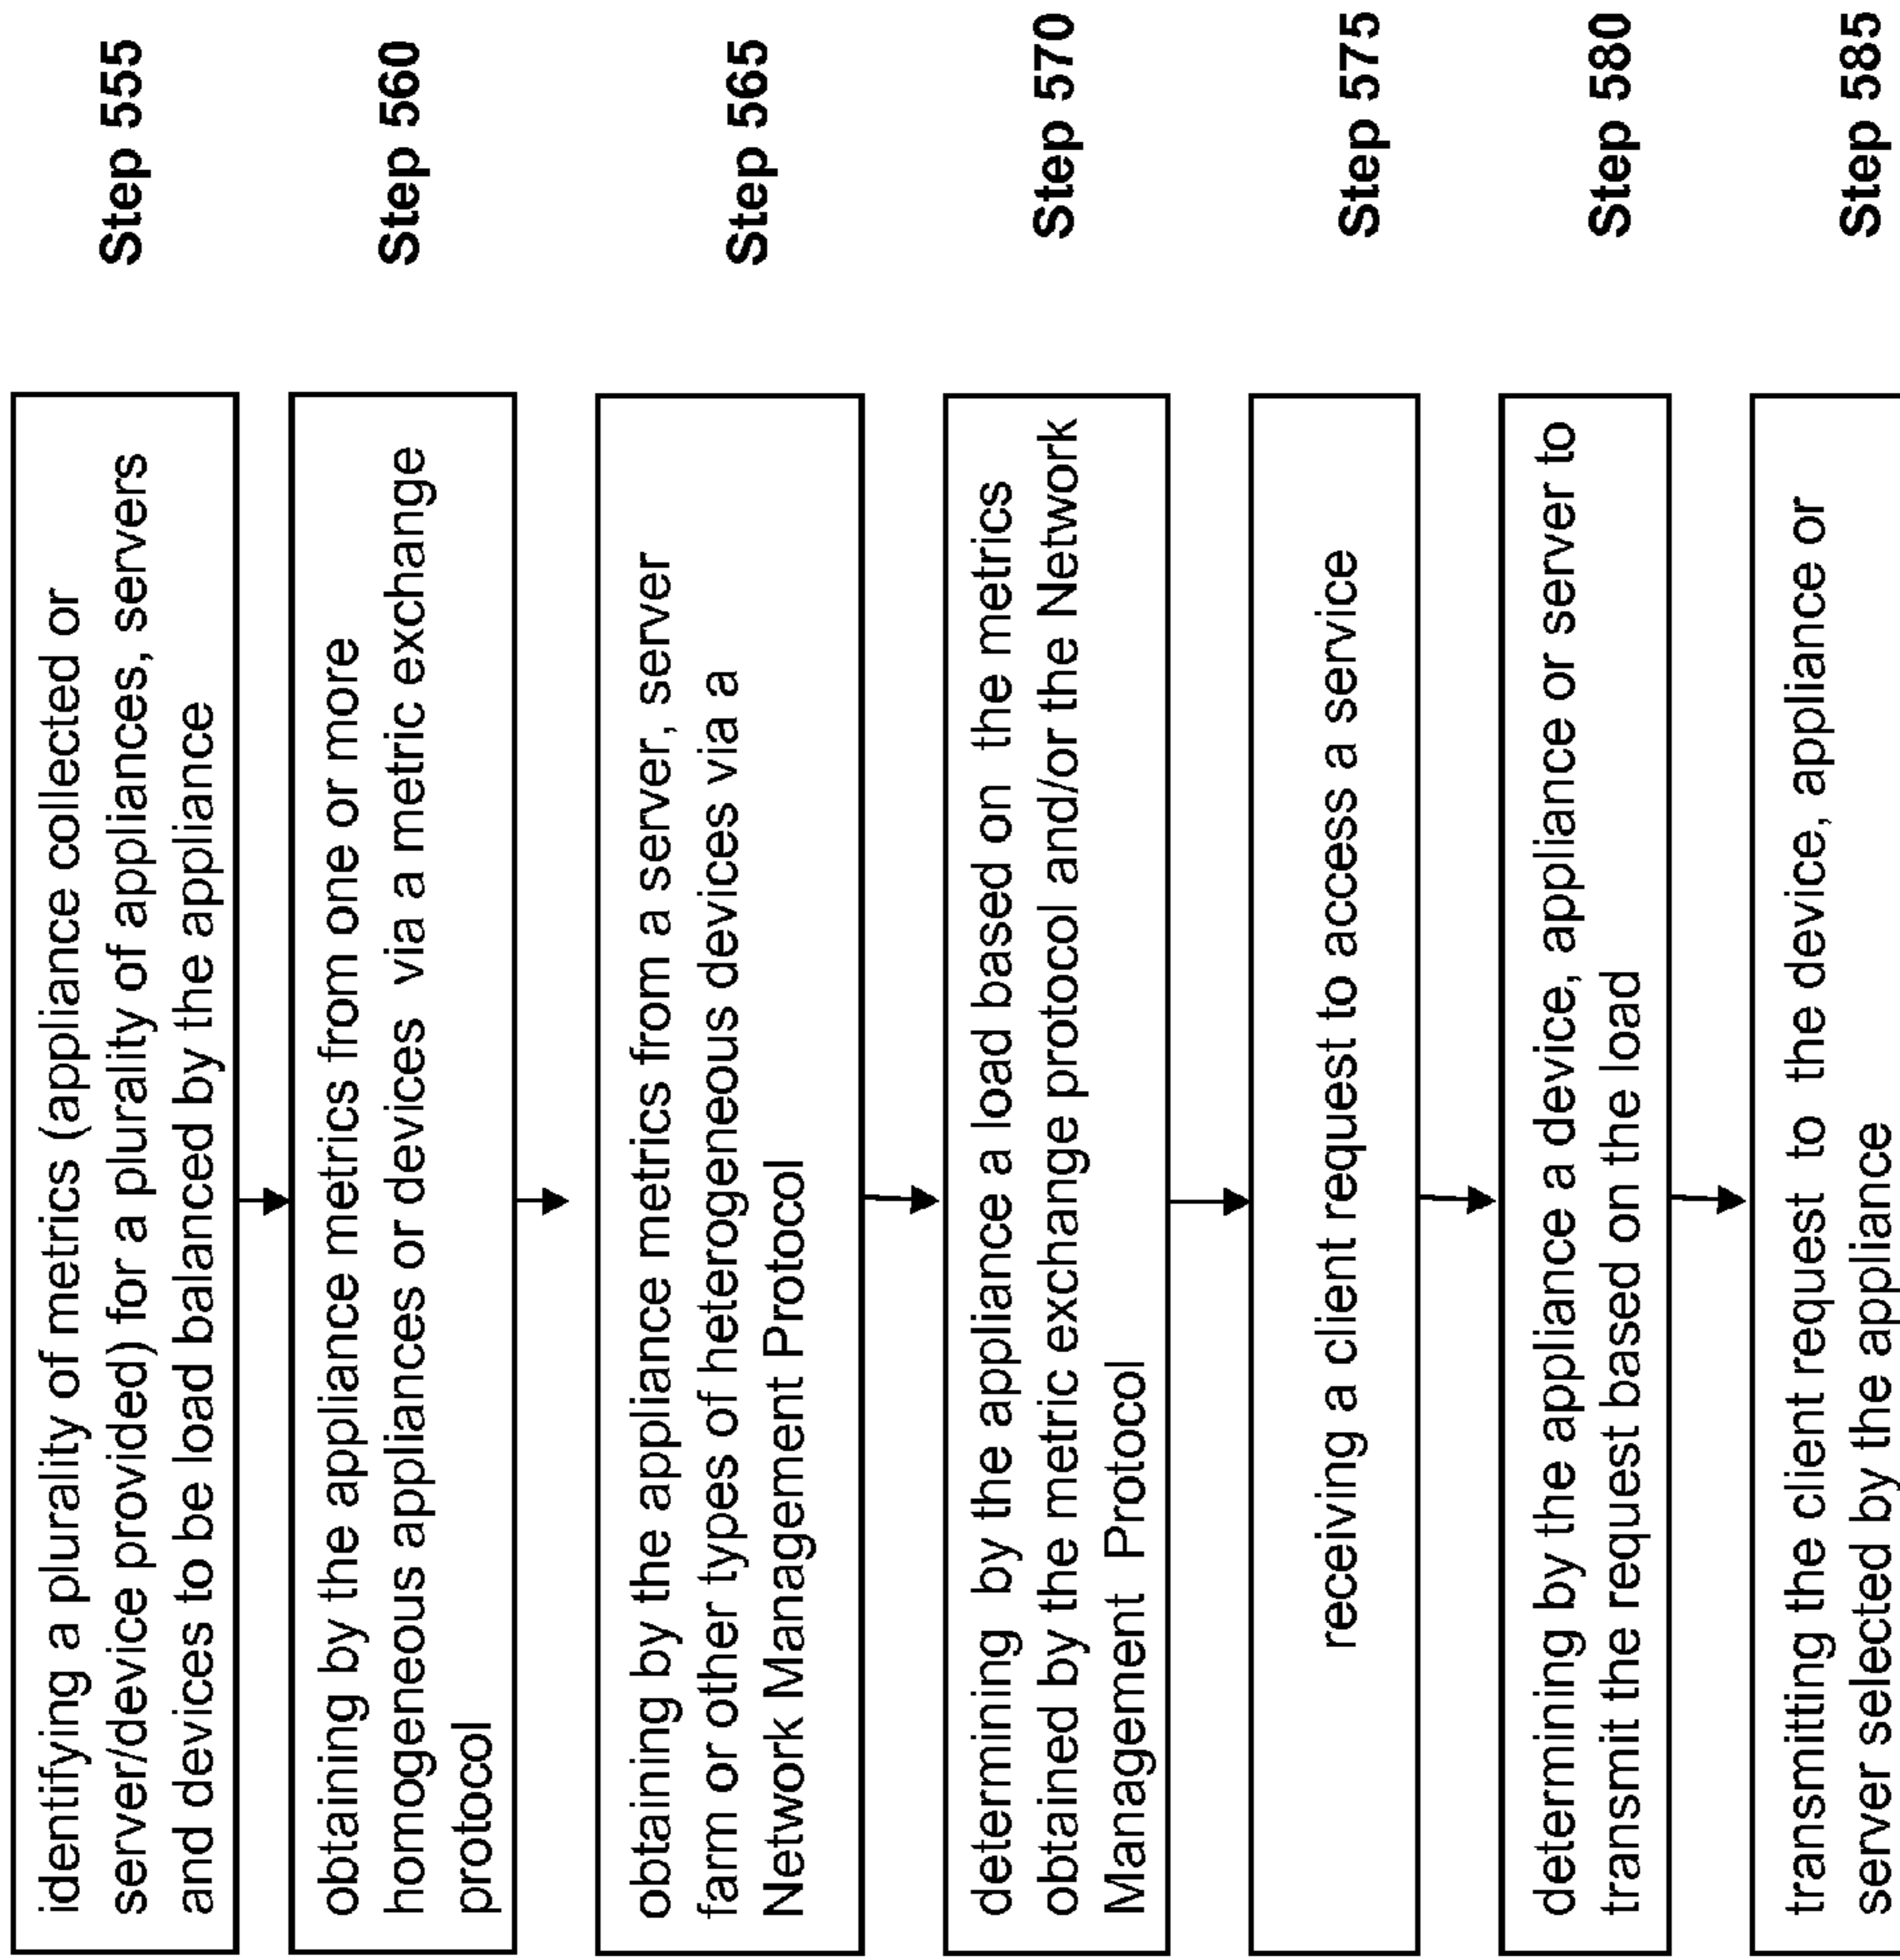 identifying a plurality of metrics (appliance collected or
server/device provided) for a plurality of appliances, servers
and devices to be load balanced by the appliance
Step 555
obtaining by the appliance metrics from one or more
homogeneous appliances or devices via a metric exchange
protocol
Step 560
obtaining by the appliance metrics from a server, server
farm or other types of heterogeneous devices via a
Network Management Protocol
Step 565
determining by the appliance a load based on the metrics
obtained by the metric exchange protocol and/or the Network
Management Protocol
Step 570
receiving a client request to access a service
Step 575
determining by the appliance a device, appliance or server to
transmit the request based on the load
Step 580
transmitting the client request to the device, appliance or
server selected by the appliance
Step 585